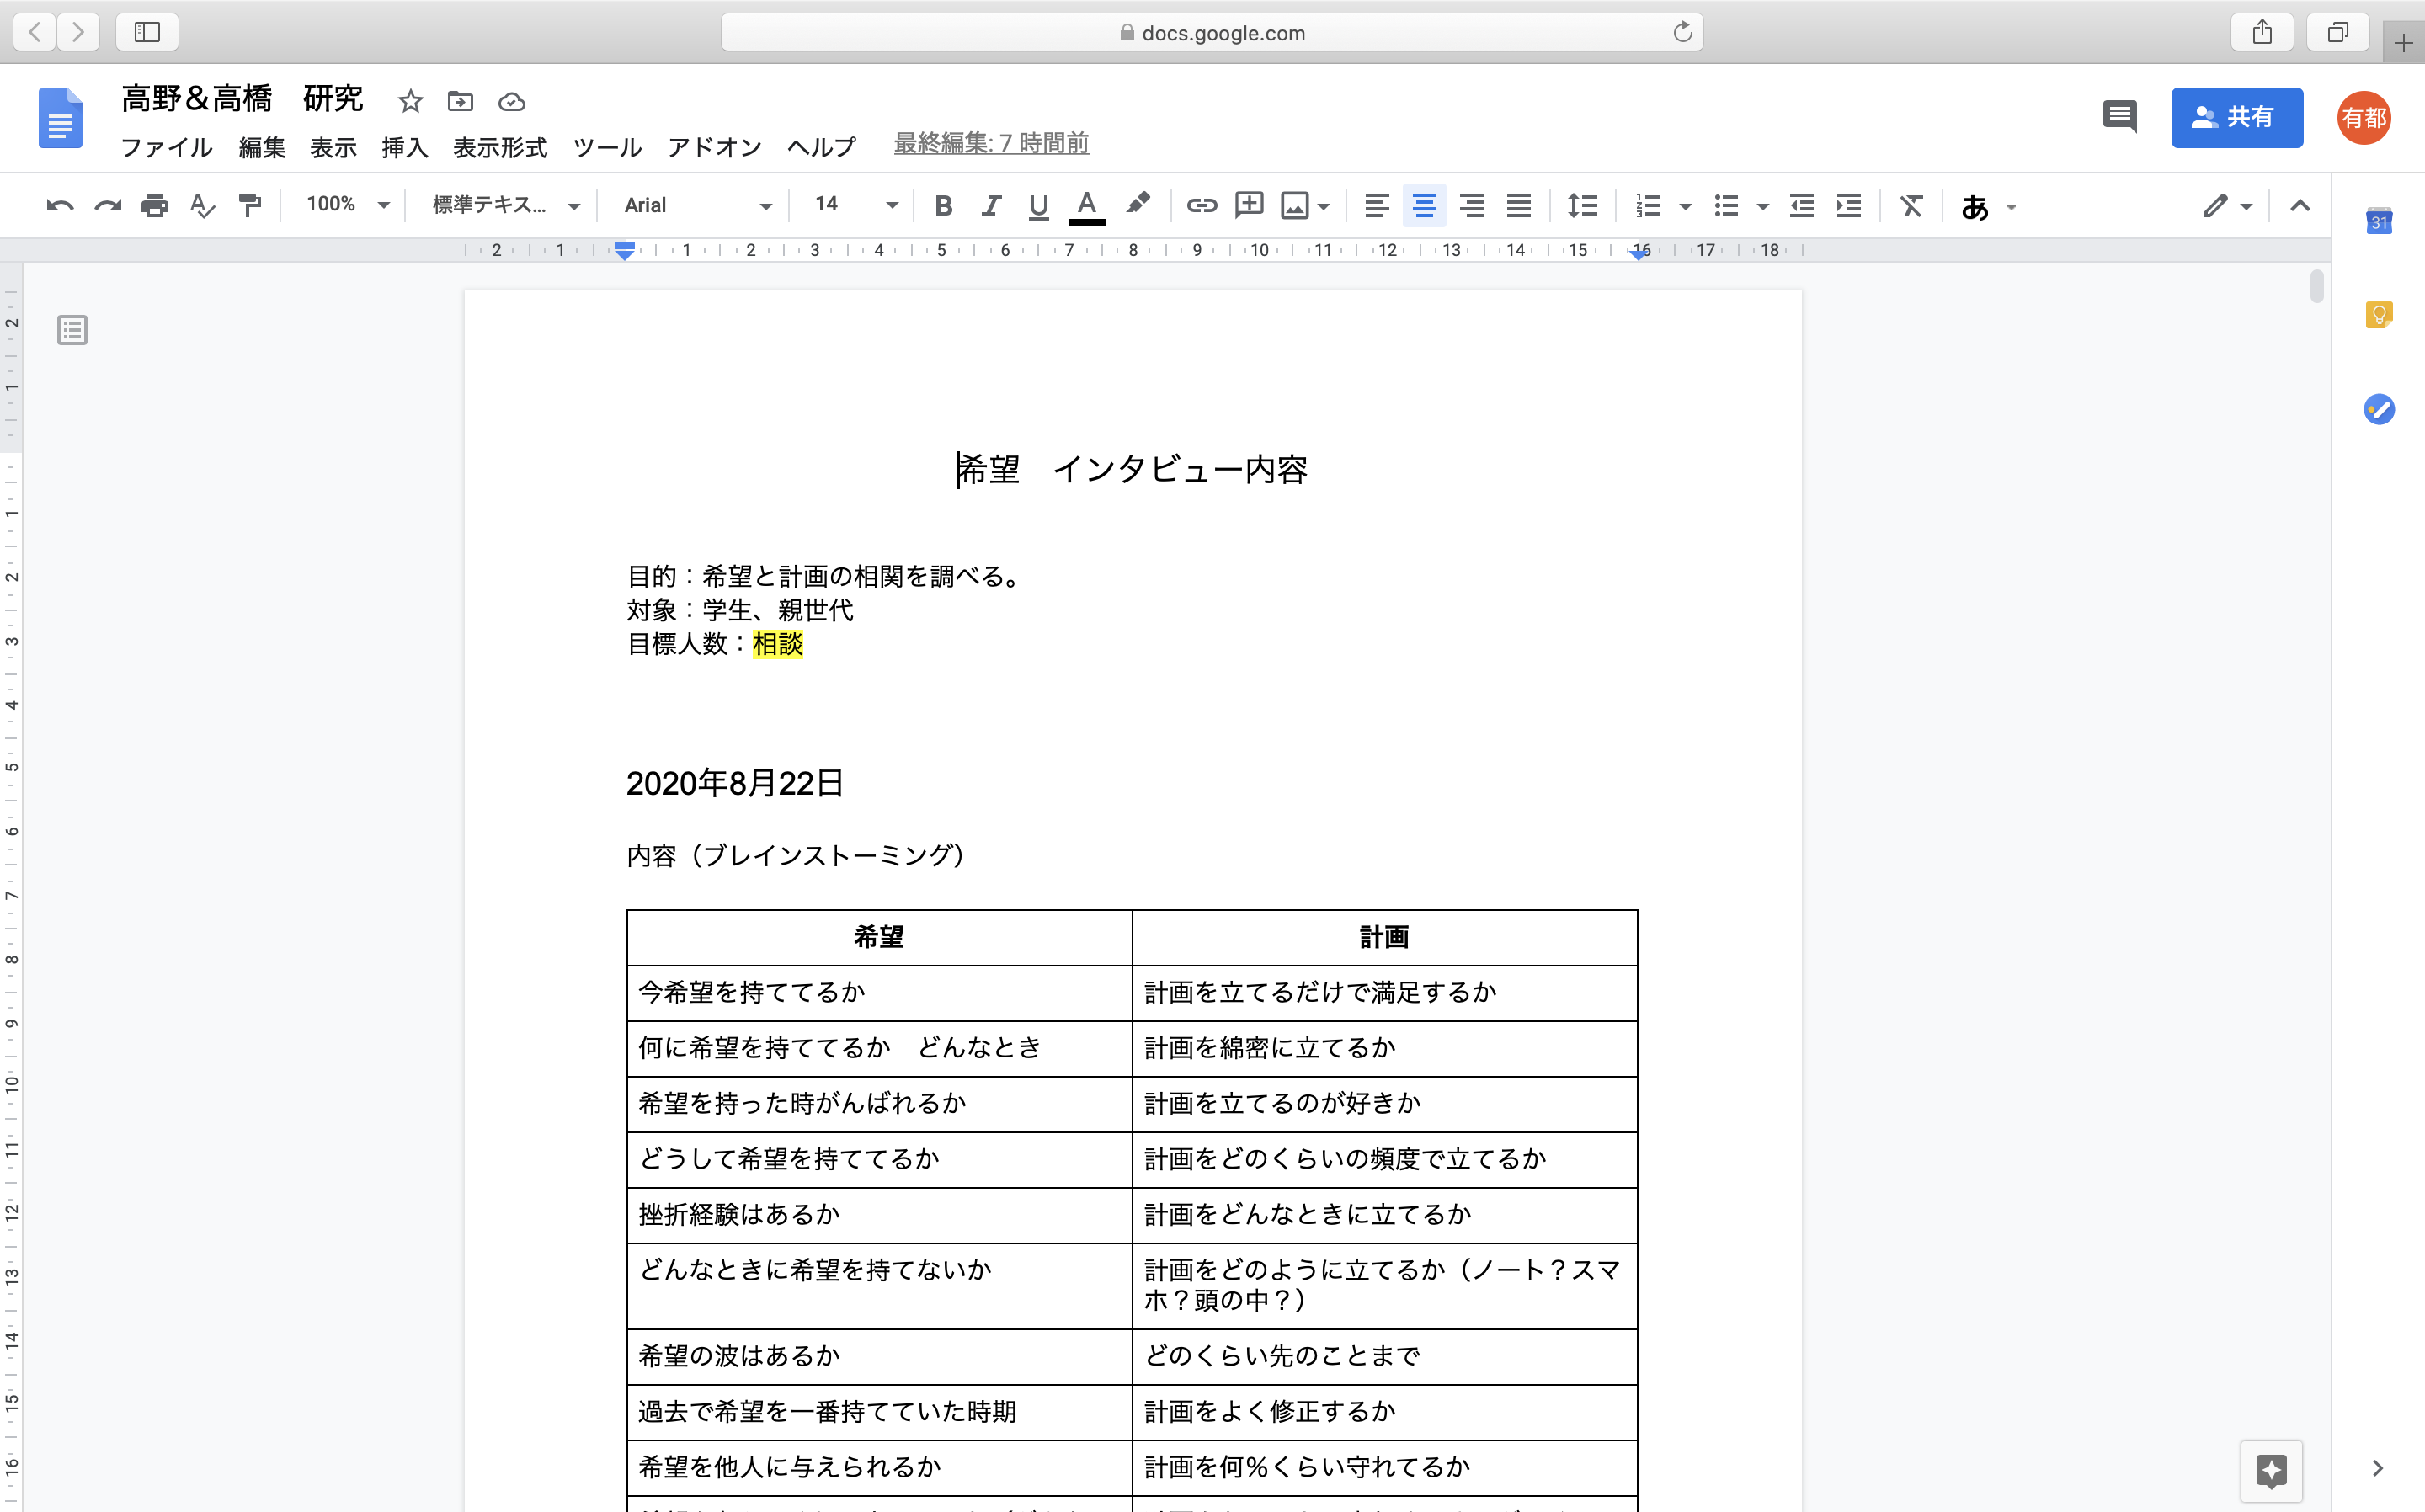 docs.google.com
高野＆高橋　研究
ファイル 編集 表示 挿入 表示形式 ツール アドオン ヘルプ 最終編集: 7 時間前
共有
有都
100% 標準テキス... Arial 14 B I U A あ
31
2 1 1 2 3 4 5 6 7 8 9 10 11 12 13 14 15 16 17 18
2 1 1 2 3 4 5 6 7 8 9 10 11 12 13 14 15 16
希望　インタビュー内容
目的：希望と計画の相関を調べる。
対象：学生、親世代
目標人数：相談
2020年8月22日
内容（ブレインストーミング）
希望 計画
今希望を持ててるか 計画を立てるだけで満足するか
何に希望を持ててるか　どんなとき 計画を綿密に立てるか
希望を持った時がんばれるか 計画を立てるのが好きか
どうして希望を持ててるか 計画をどのくらいの頻度で立てるか
挫折経験はあるか 計画をどんなときに立てるか
どんなときに希望を持てないか 計画をどのように立てるか（ノート？スマ
ホ？頭の中？）
希望の波はあるか どのくらい先のことまで
過去で希望を一番持てていた時期 計画をよく修正するか
希望を他人に与えられるか 計画を何%くらい守れてるか